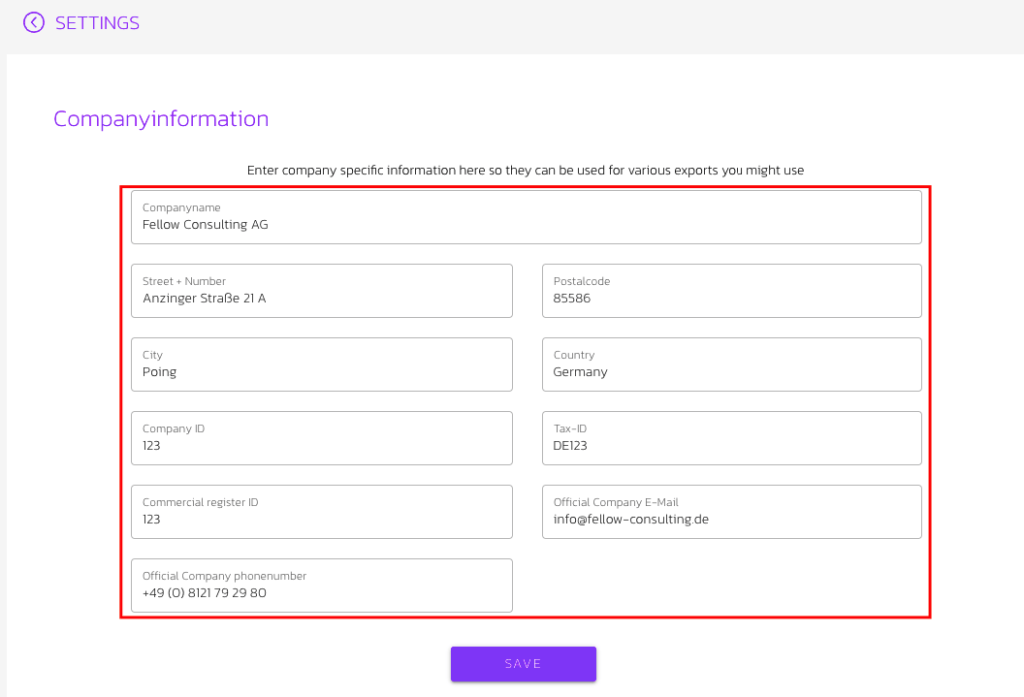 SETTINGS
Companyinformation
Enter company specific information here so they can be used for various exports you might use
Companyname
Fellow Consulting AG
Street + Number
Anzinger Straße 21 A
Postalcode
85586
City
Poing
Country
Germany
Company ID
123
Tax-ID
DE123
Commercial register ID
123
Official Company E-Mail
info@fellow-consulting.de
Official Company phonenumber
+49 (0) 8121 79 29 80
SAVE